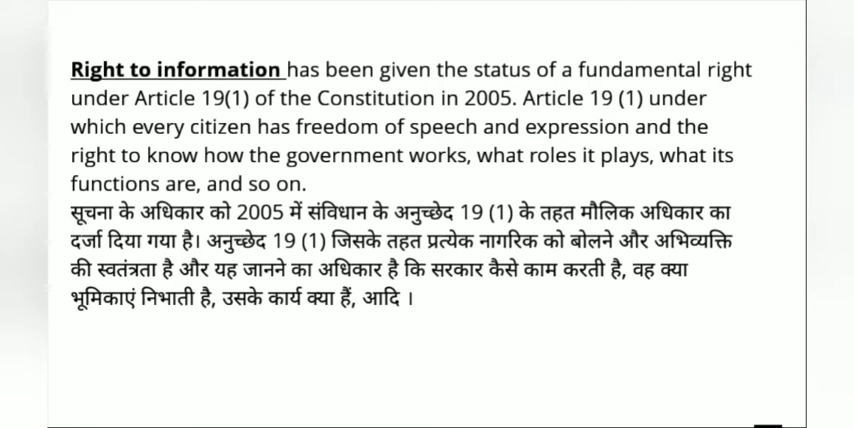 Right to information has been given the status of a fundamental right
under Article 19(1) of the Constitution in 2005. Article 19 (1) under
which every citizen has freedom of speech and expression and the
right to know how the government works, what roles it plays, what its
functions are, and so on.
सूचना के अधिकार को 2005 में संविधान के अनुच्छेद 19 (1) के तहत मौलिक अधिकार का
दर्जा दिया गया है। अनुच्छेद 19 (1) जिसके तहत प्रत्येक नागरिक को बोलने और अभिव्यक्ति
की स्वतंत्रता है और यह जानने का अधिकार है कि सरकार कैसे काम करती है, वह क्या
भूमिकाएं निभाती है, उसके कार्य क्या हैं, आदि ।